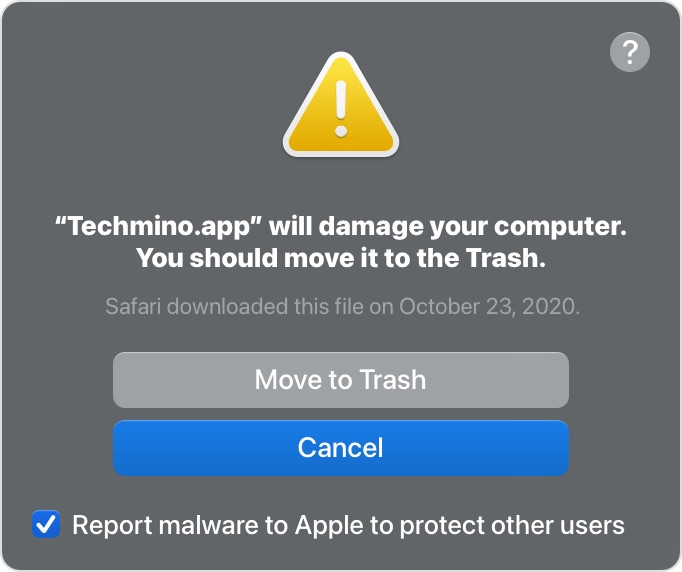 ?
“Techmino.app” will damage your computer.
You should move it to the Trash.
Safari downloaded this file on October 23, 2020.
Move to Trash
Cancel
Report malware to Apple to protect other users